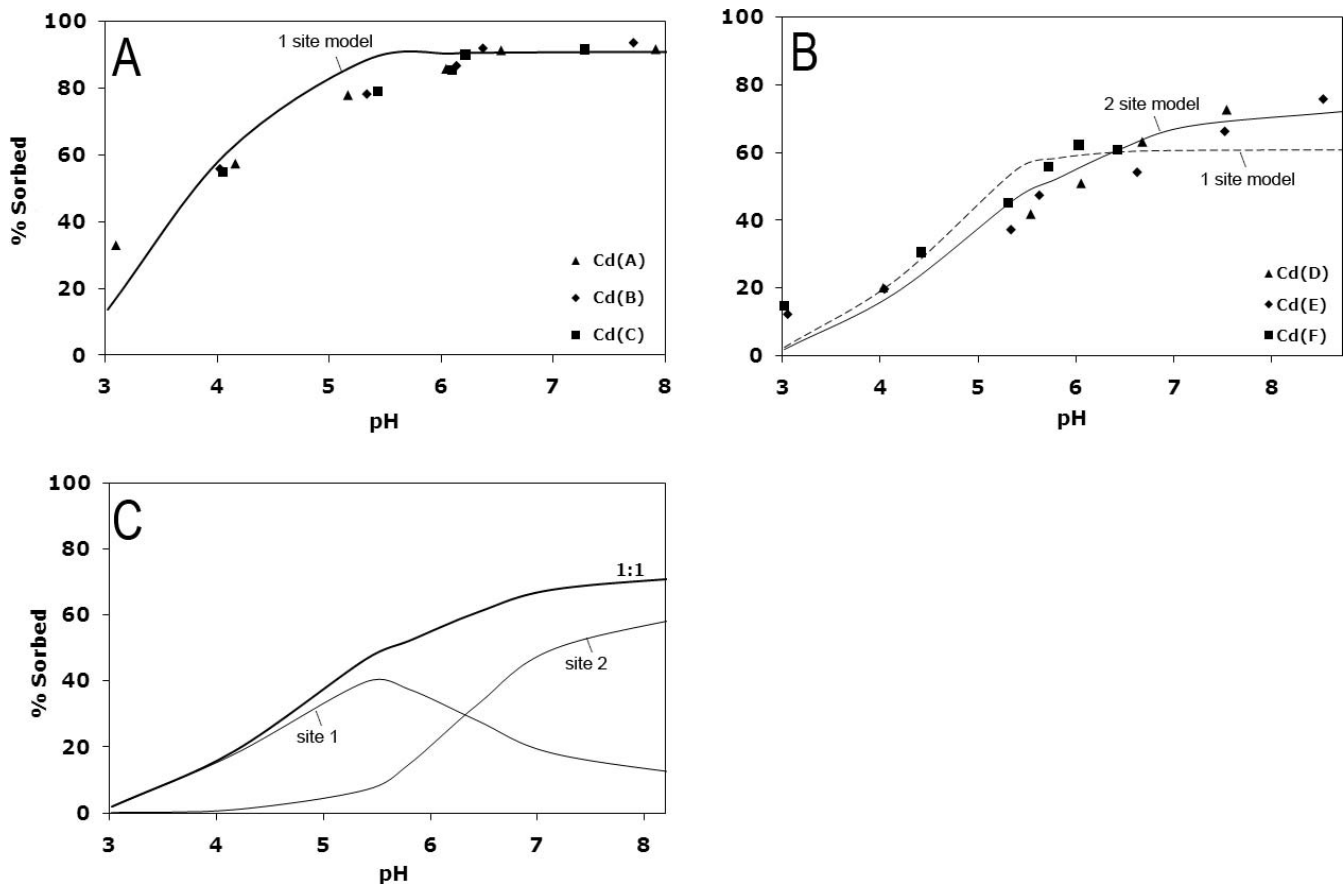 A
1 site model
% Sorbed
100
80
60
40
20
0
3 4 5 6 7 8
pH
Cd(A)
Cd(B)
Cd(C)
B
2 site model
1 site model
100
80
60
40
20
0
3 4 5 6 7 8
pH
Cd(D)
Cd(E)
Cd(F)
C
1:1
site 2
site 1
% Sorbed
100
80
60
40
20
0
3 4 5 6 7 8
pH